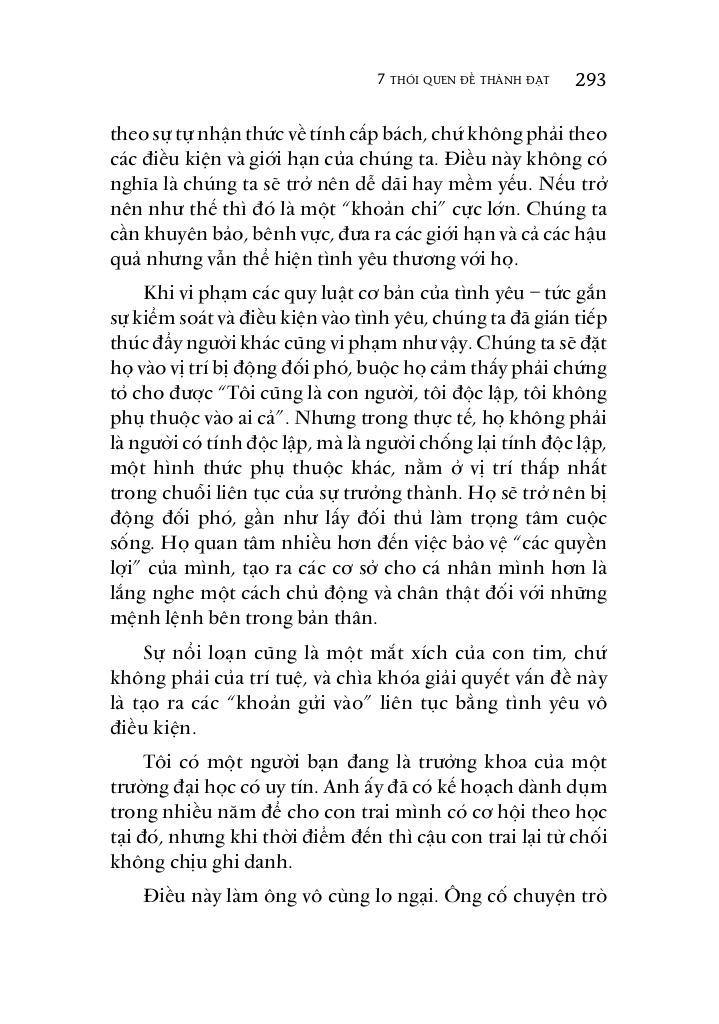 7 THÓI QUEN ĐỂ THÀNH ĐẠT 293
theo sự tự nhận thức về tính cấp bách, chứ không phải theo
các điều kiện và giới hạn của chúng ta. Điều này không có
nghĩa là chúng ta sẽ trở nên dễ dãi hay mềm yếu. Nếu trở
nên như thế thì đó là một “khoản chi” cực lớn. Chúng ta
cần khuyên bảo, bênh vực, đưa ra các giới hạn và cả các hậu
quả nhưng vẫn thể hiện tình yêu thương với họ.
Khi vi phạm các quy luật cơ bản của tình yêu – tức gắn
sự kiểm soát và điều kiện vào tình yêu, chúng ta đã gián tiếp
thúc đẩy người khác cũng vi phạm như vậy. Chúng ta sẽ đặt
họ vào vị trí bị động đối phó, buộc họ cảm thấy phải chứng
tỏ cho được “Tôi cũng là con người, tôi độc lập, tôi không
phụ thuộc vào ai cả”. Nhưng trong thực tế, họ không phải
là người có tính độc lập, mà là người chống lại tính độc lập,
một hình thức phụ thuộc khác, nằm ở vị trí thấp nhất
trong chuỗi liên tục của sự trưởng thành. Họ sẽ trở nên bị
động đối phó, gần như lấy đối thủ làm trọng tâm cuộc
sống. Họ quan tâm nhiều hơn đến việc bảo vệ “các quyền
lợi” của mình, tạo ra các cơ sở cho cá nhân mình hơn là
lắng nghe một cách chủ động và chân thật đối với những
mệnh lệnh bên trong bản thân.
Sự nổi loạn cũng là một mắt xích của con tim, chứ
không phải của trí tuệ, và chìa khóa giải quyết vấn đề này
là tạo ra các “khoản gửi vào” liên tục bằng tình yêu vô
điều kiện.
Tôi có một người bạn đang là trưởng khoa của một
trường đại học có uy tín. Anh ấy đã có kế hoạch dành dụm
trong nhiều năm để cho con trai mình có cơ hội theo học
tại đó, nhưng khi thời điểm đến thì cậu con trai lại từ chối
không chịu ghi danh.
Điều này làm ông vô cùng lo ngại. Ông cố chuyện trò